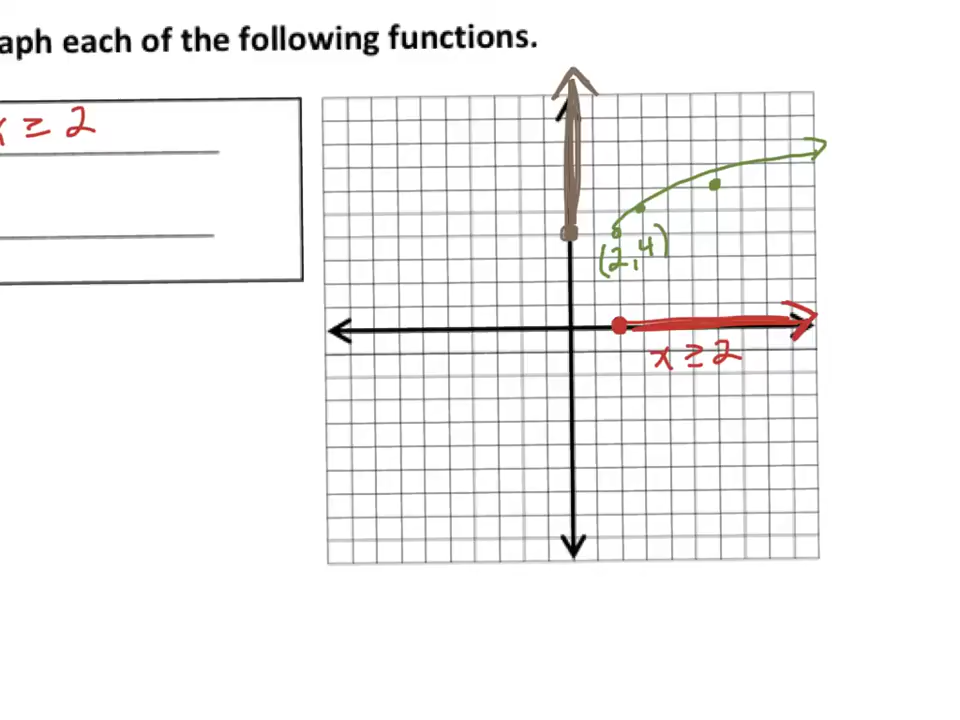 aph each of the following functions.
x ≥ 2
(2,4)
x ≥ 2